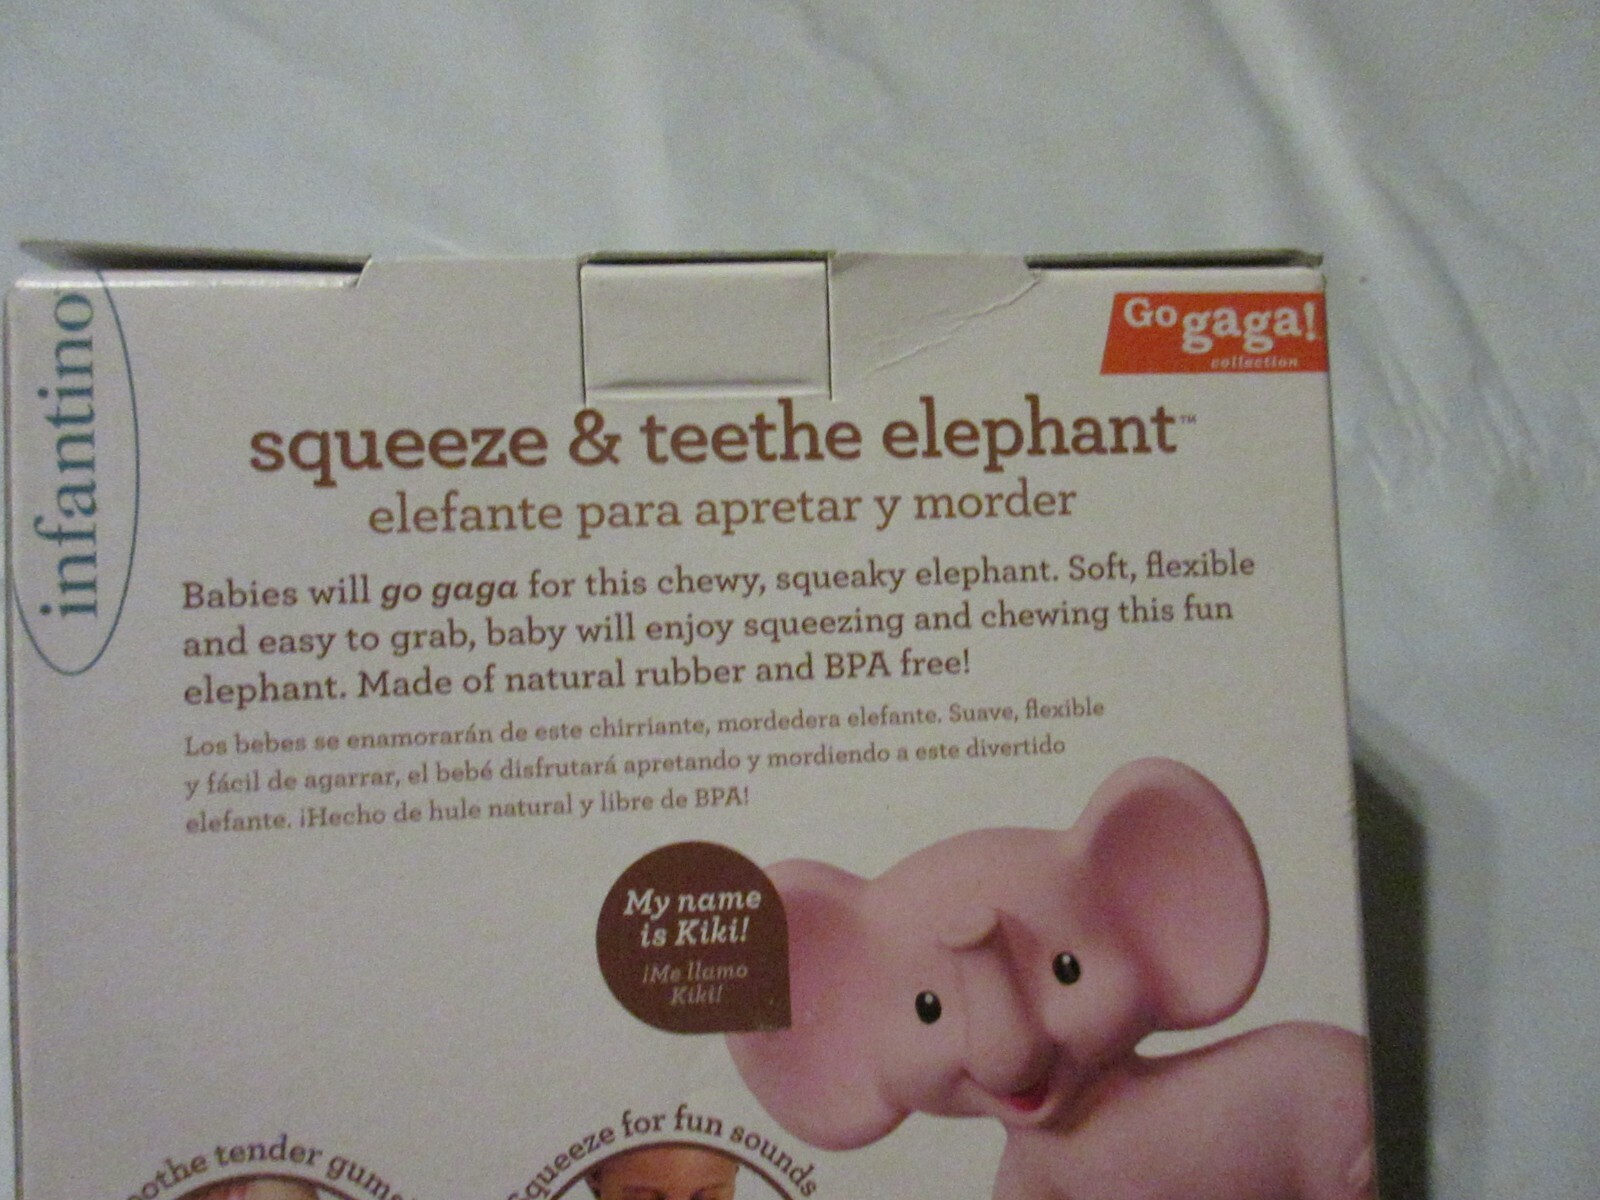 infantino
Go gaga!
collection
squeeze & teethe elephant™
elefante para apretar y morder
Babies will go gaga for this chewy, squeaky elephant. Soft, flexible
and easy to grab, baby will enjoy squeezing and chewing this fun
elephant. Made of natural rubber and BPA free!
Los bebes se enamorarán de este chirriante, mordedera elefante. Suave, flexible
y fácil de agarrar, el bebé disfrutará apretando y mordiendo a este divertido
elefante. ¡Hecho de hule natural y libre de BPA!
My name
is Kiki!
¡Me llamo
Kiki!
tender
for fun sounds